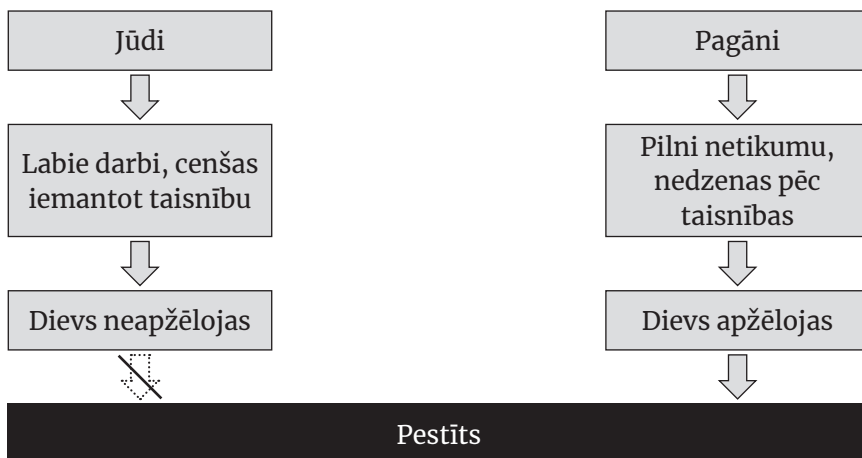 Jūdi
Pagāni
Labie darbi, cenšas
iemantot taisnību
Pilni netikumu,
nedzenas pēc
taisnības
Dievs neapžēlojas
Dievs apžēlojas
Pestīts